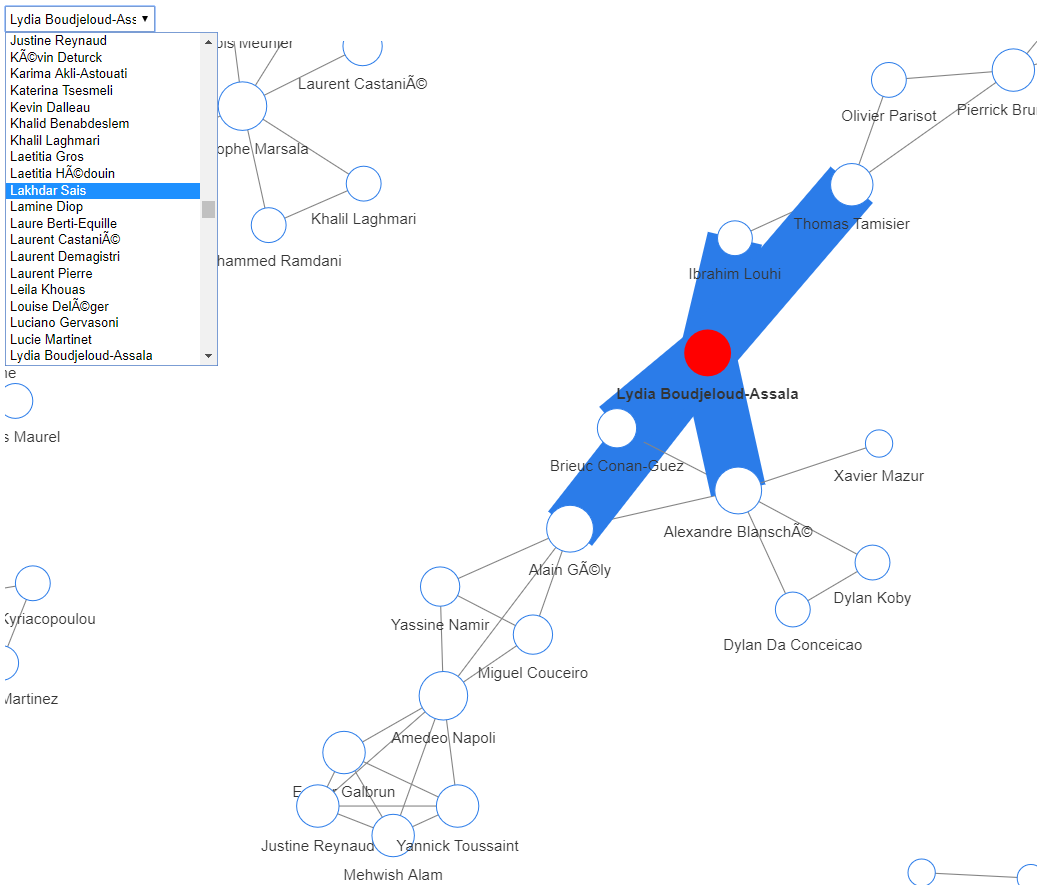 Lydia Boudjeloud-Ass
Justine Reynaud
KÃ©vin Deturck
Karima Akli-Astouati
Katerina Tsesmeli
Kevin Dalleau
Khalid Benabdeslem
Khalil Laghmari
Laetitia Gros
Laetitia HÃ©douin
Lakhdar Sais
Lamine Diop
Laure Berti-Equille
Laurent CastaniÃ©
Laurent Demagistri
Laurent Pierre
Leila Khouas
Louise DelÃ©ger
Luciano Gervasoni
Lucie Martinet
Lydia Boudjeloud-Assala
ois Meunier
Laurent CastaniÃ©
Olivier Parisot
Pierrick Bru
ophe Marsala
Khalil Laghmari
Thomas Tamisier
hammed Ramdani
Ibrahim Louhi
ne
Lydia Boudjeloud-Assala
s Maurel
Brieuc Conan-Guez
Xavier Mazur
Alexandre BlanschÃ©
Alain GÃ©ly
Dylan Koby
Kyriacopoulou
Yassine Namir
Dylan Da Conceicao
Miguel Couceiro
Martinez
Amedeo Napoli
Galbrun
Justine Reynaud
Yannick Toussaint
Mehwish Alam